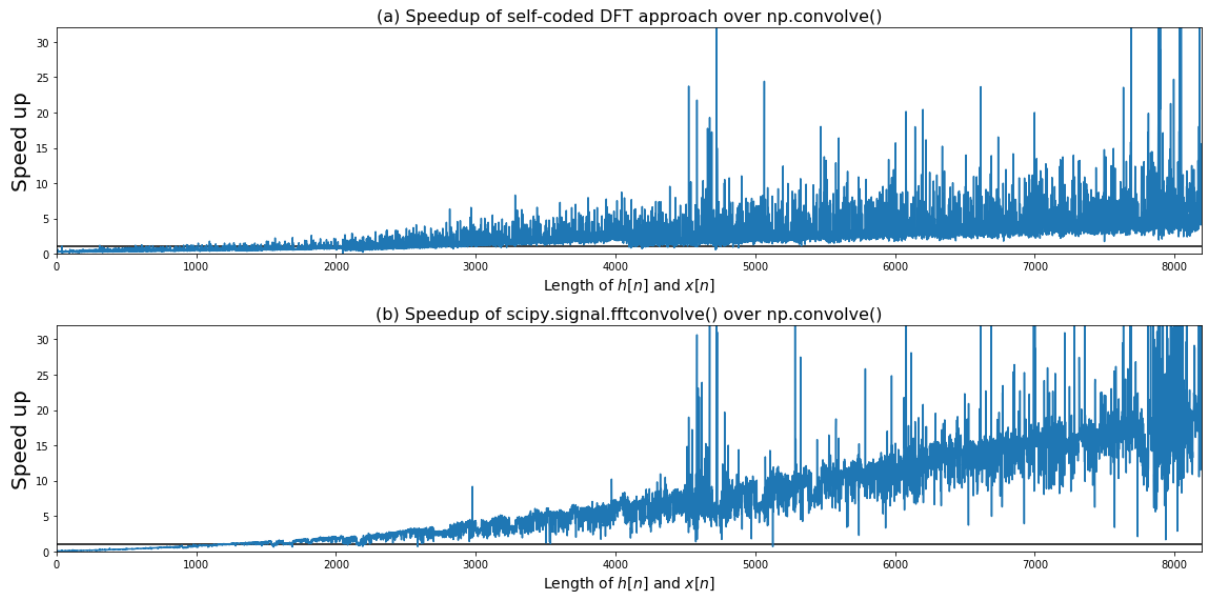 (a) Speedup of self-coded DFT approach over np.convolve()
Speed up
30
25
20
15
10
5
0
0 1000 2000 3000 4000 5000 6000 7000 8000
Length of h[n] and x[n]
(b) Speedup of scipy.signal.fftconvolve() over np.convolve()
Speed up
30
25
20
15
10
5
0
0 1000 2000 3000 4000 5000 6000 7000 8000
Length of h[n] and x[n]